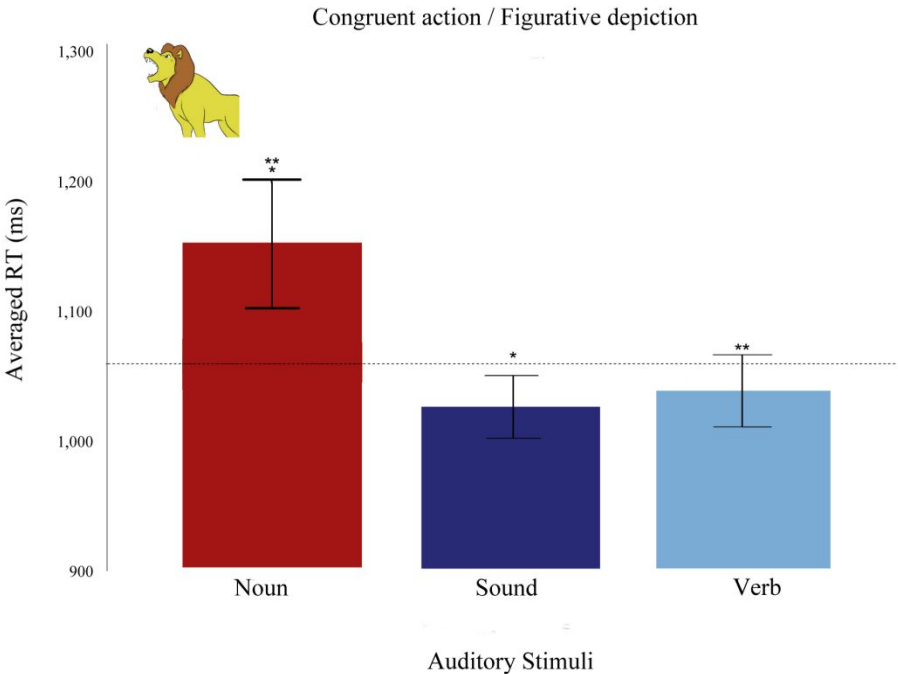 Congruent action / Figurative depiction
1,300
1,200
1,100
1,000
900
Averaged RT (ms)
**
*
*
**
Noun
Sound
Verb
Auditory Stimuli